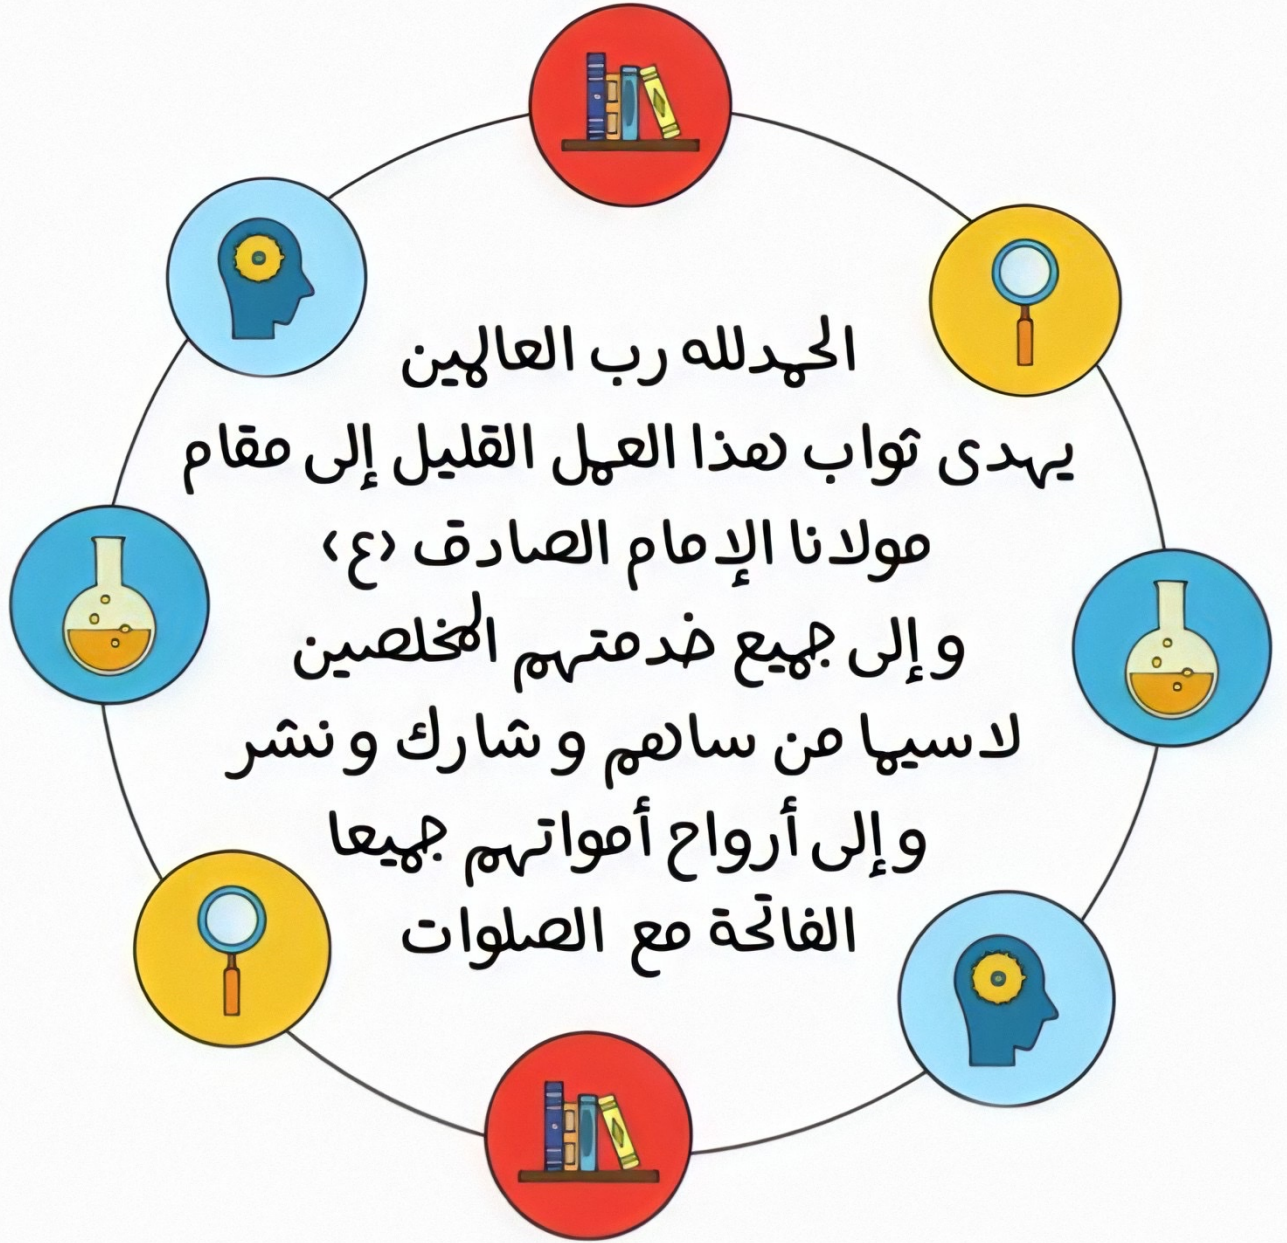 الحمدلله رب العالمين
يهدى ثواب هذا العمل القليل إلى مقام
مولانا الإمام الصادق (ع)
وإلى جميع خدمتهم المخلصين
لاسيما من ساهم و شارك و نشر
وإلى أرواح أمواتهم جميعا
الفاتحة مع الصلوات